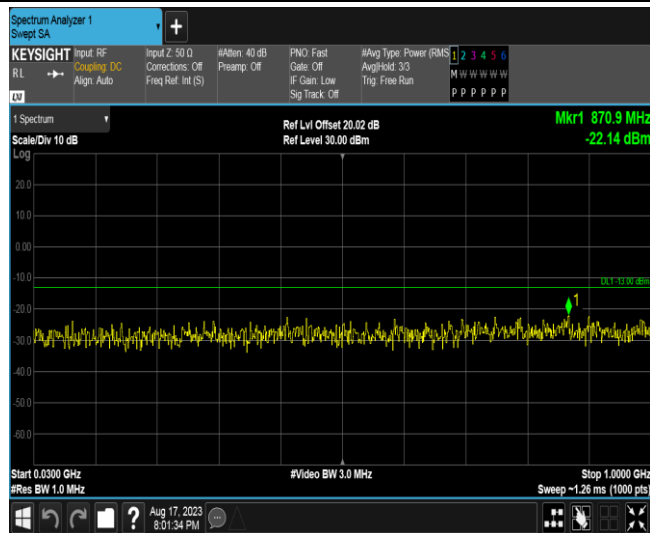 Spectrum Analyzer 1
Swept SA
+
KEYSIGHT
RL
Input: RF
Coupling: DC
Align: Auto
Input Z: 50 Ω
Corrections: Off
Freq Ref: Int (S)
#Atten: 40 dB
Preamp: Off
PNO: Fast
Gate: Off
IF Gain: Low
Sig Track: Off
#Avg Type: Power (RMS
Avg|Hold: 3/3
Trig: Free Run
1 2 3 4 5 6
M W W W W W
P P P P P P
1 Spectrum
Scale/Div 10 dB
Ref Lvl Offset 20.02 dB
Ref Level 30.00 dBm
Mkr1 870.9 MHz
-22.14 dBm
Log
20.0
10.0
0.00
-10.0
DL1 -13.00 dBm
1
-20.0
-30.0
-40.0
-50.0
-60.0
Start 0.0300 GHz
#Res BW 1.0 MHz
#Video BW 3.0 MHz
Stop 1.0000 GHz
Sweep ~1.26 ms (1000 pts)
?
Aug 17, 2023
8:01:34 PM